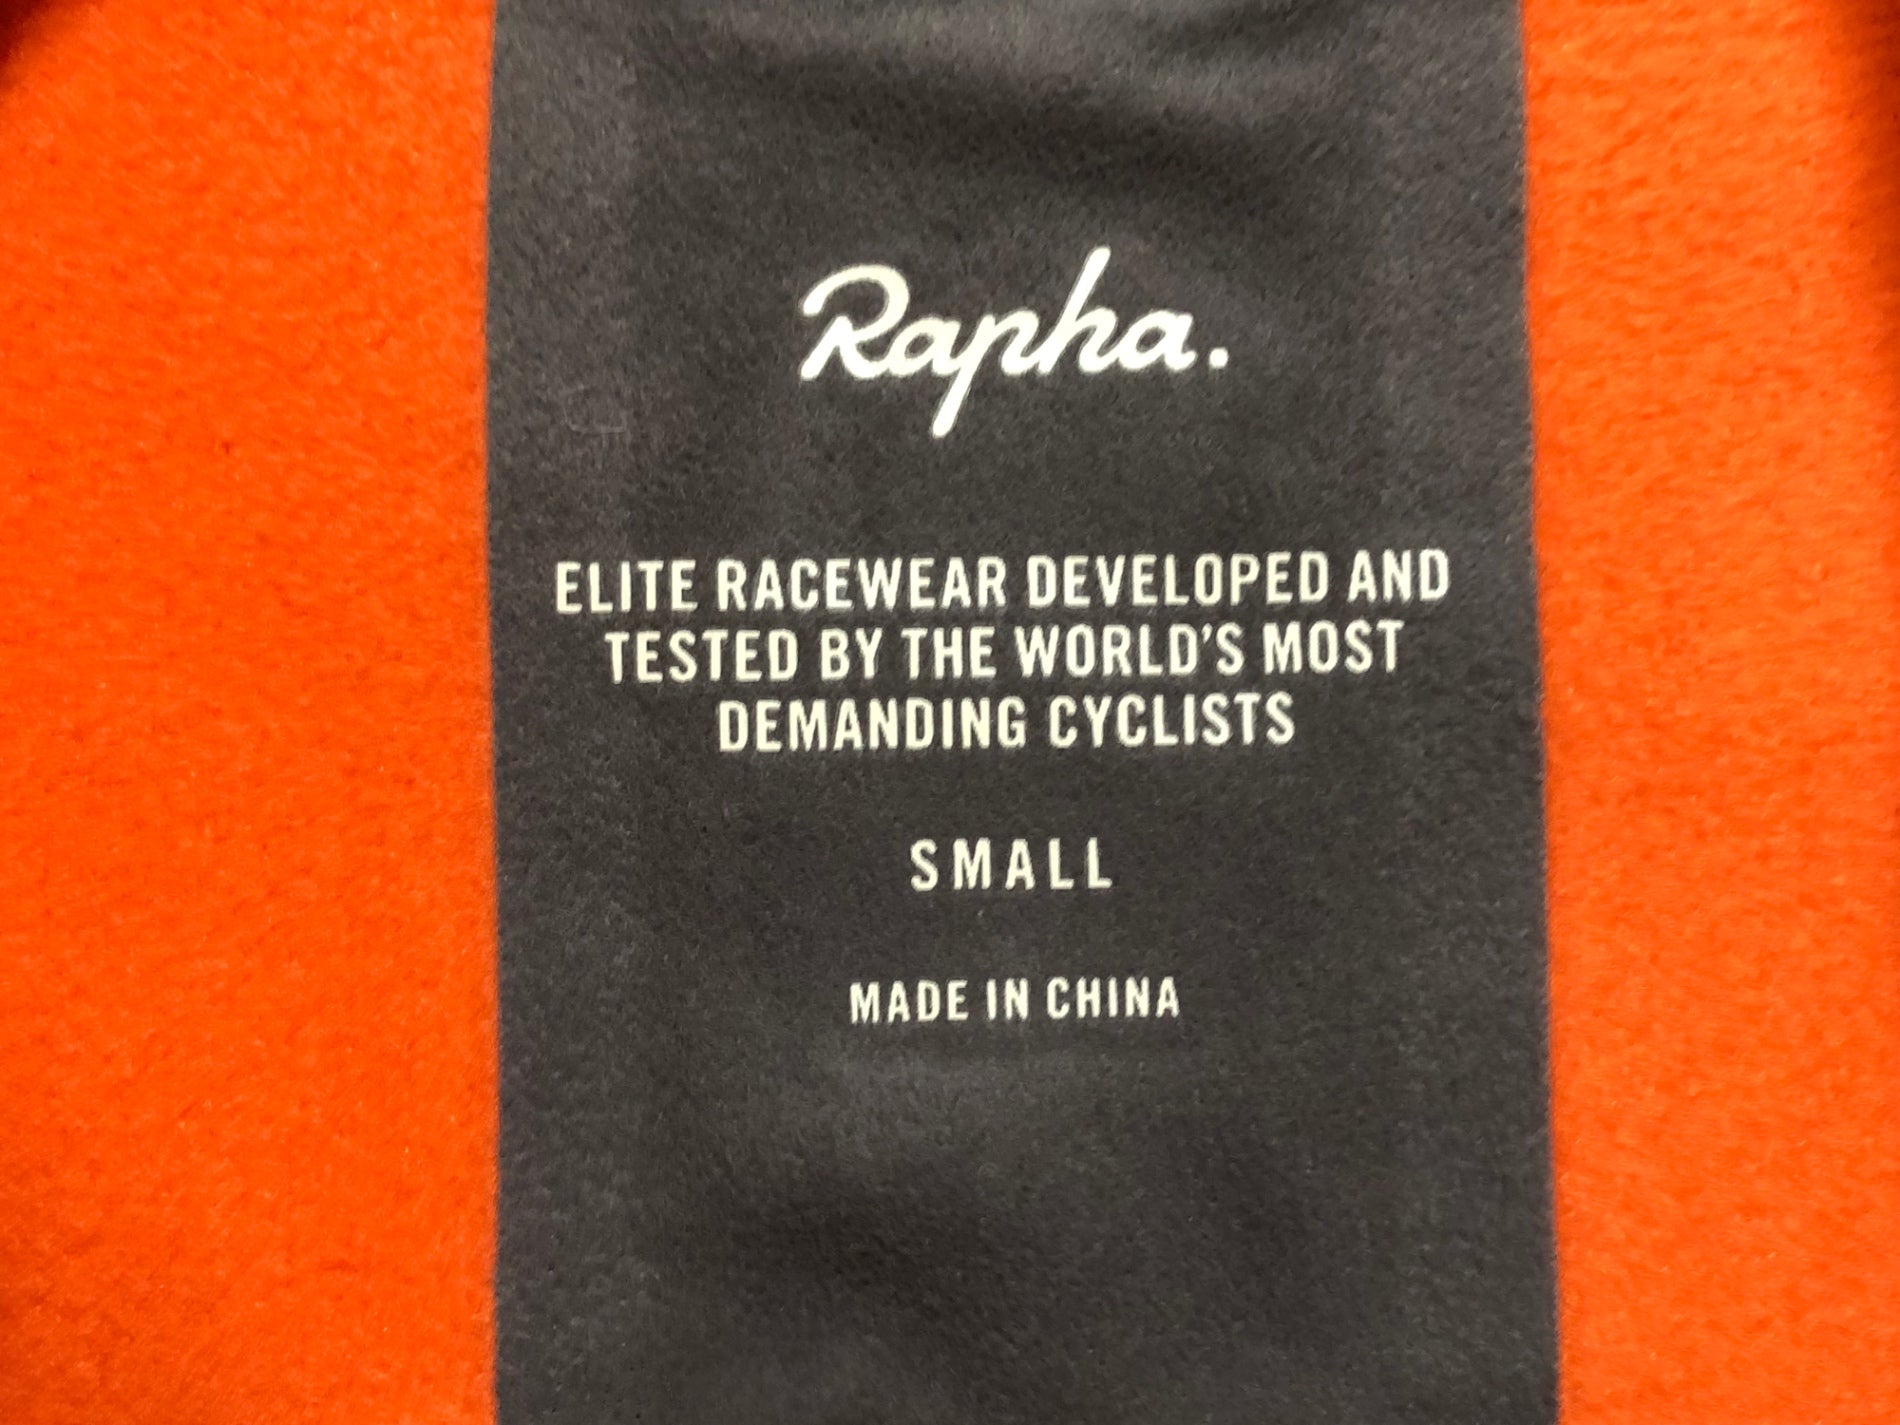 Rapha.
ELITE RACEWEAR DEVELOPED AND
TESTED BY THE WORLD'S MOST
DEMANDING CYCLISTS
SMALL
MADE IN CHINA